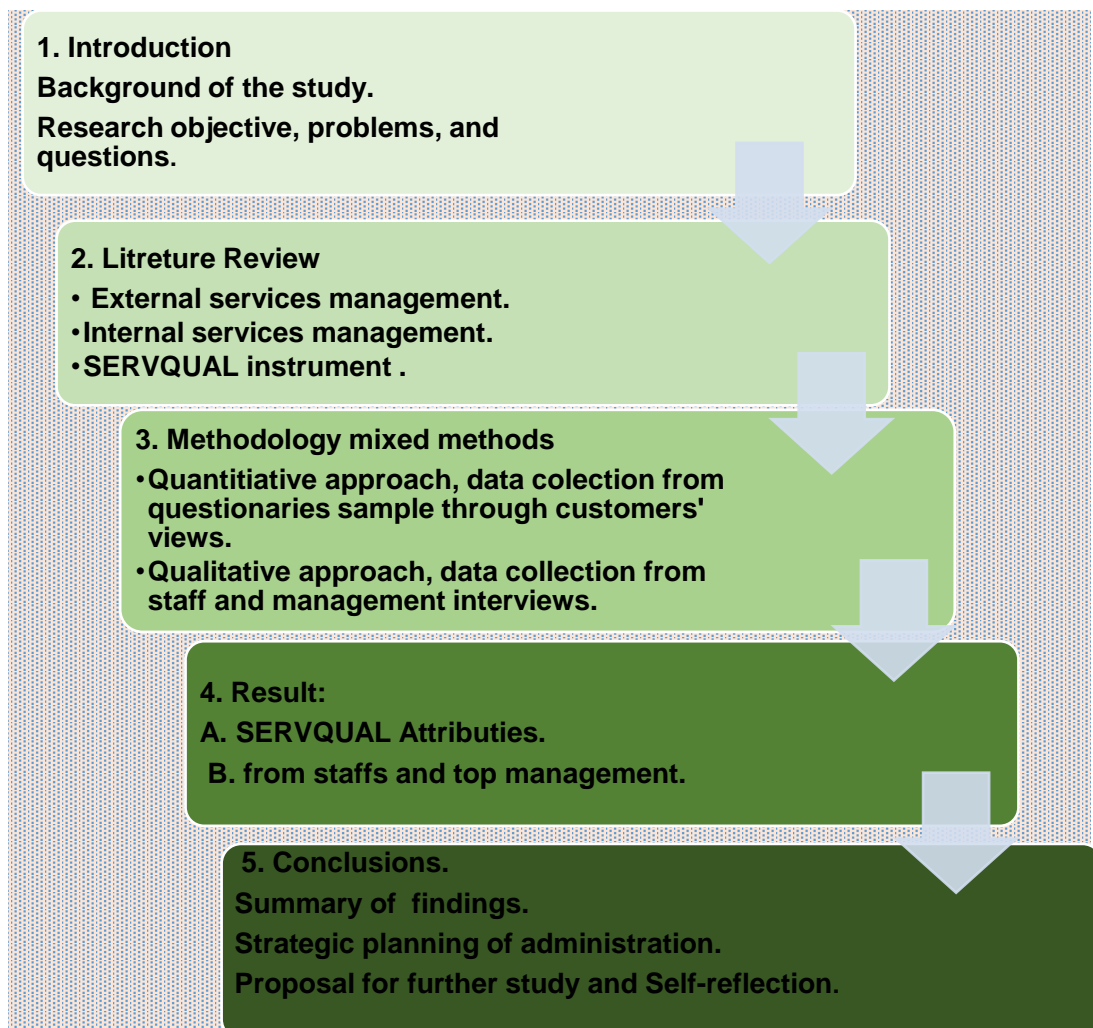 1. Introduction
Background of the study.
Research objective, problems, and
questions.
2. Litreture Review
• External services management.
•Internal services management.
•SERVQUAL instrument .
3. Methodology mixed methods
•Quantitiative approach, data colection from
questionaries sample through customers'
views.
•Qualitative approach, data collection from
staff and management interviews.
4. Result:
A. SERVQUAL Attributies.
B. from staffs and top management.
5. Conclusions.
Summary of findings.
Strategic planning of administration.
Proposal for further study and Self-reflection.